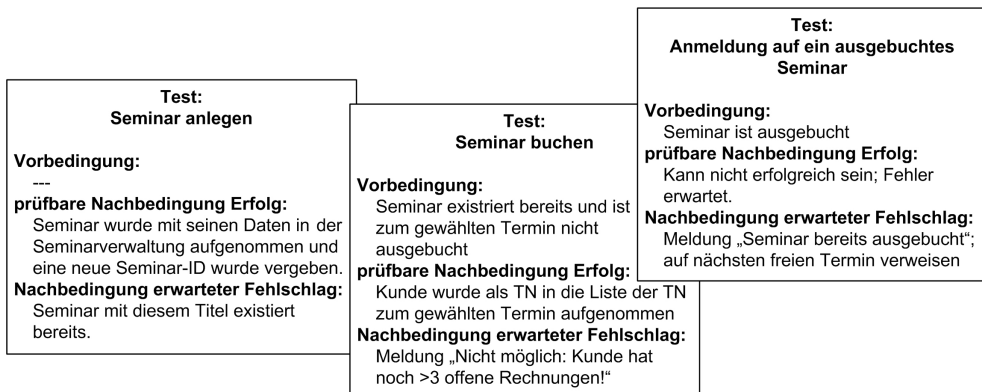 Test:
Seminar anlegen
Vorbedingung:
---
prüfbare Nachbedingung Erfolg:
Seminar wurde mit seinen Daten in der
Seminarverwaltung aufgenommen und
eine neue Seminar-ID wurde vergeben.
Nachbedingung erwarteter Fehlschlag:
Seminar mit diesem Titel existiert
bereits.
Test:
Seminar buchen
Vorbedingung:
Seminar existriert bereits und ist
zum gewählten Termin nicht
ausgebucht
prüfbare Nachbedingung Erfolg:
Kunde wurde als TN in die Liste der TN
zum gewählten Termin aufgenommen
Nachbedingung erwarteter Fehlschlag:
Meldung „Nicht möglich: Kunde hat
noch >3 offene Rechnungen!“
Test:
Anmeldung auf ein ausgebuchtes
Seminar
Vorbedingung:
Seminar ist ausgebucht
prüfbare Nachbedingung Erfolg:
Kann nicht erfolgreich sein; Fehler
erwartet.
Nachbedingung erwarteter Fehlschlag:
Meldung „Seminar bereits ausgebucht“;
auf nächsten freien Termin verweisen